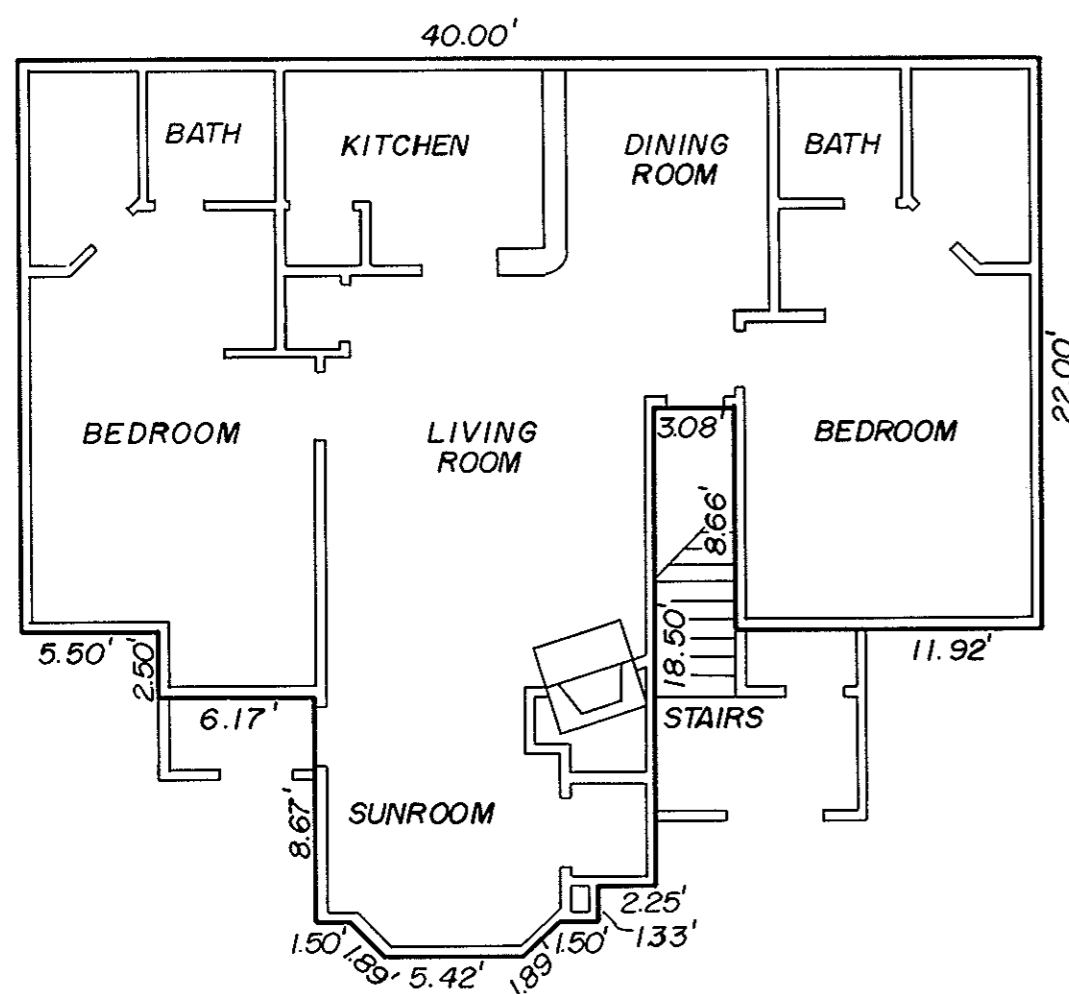 40.00'
BATH
KITCHEN
DINING
ROOM
BATH
22.00'
BEDROOM
LIVING
ROOM
3.08'
BEDROOM
8.66'
18.50'
5.50'
2.50'
11.92'
6.17'
STAIRS
8.67'
SUNROOM
2.25'
1.33'
1.50'
1.89'
5.42'
1.89
1.50'